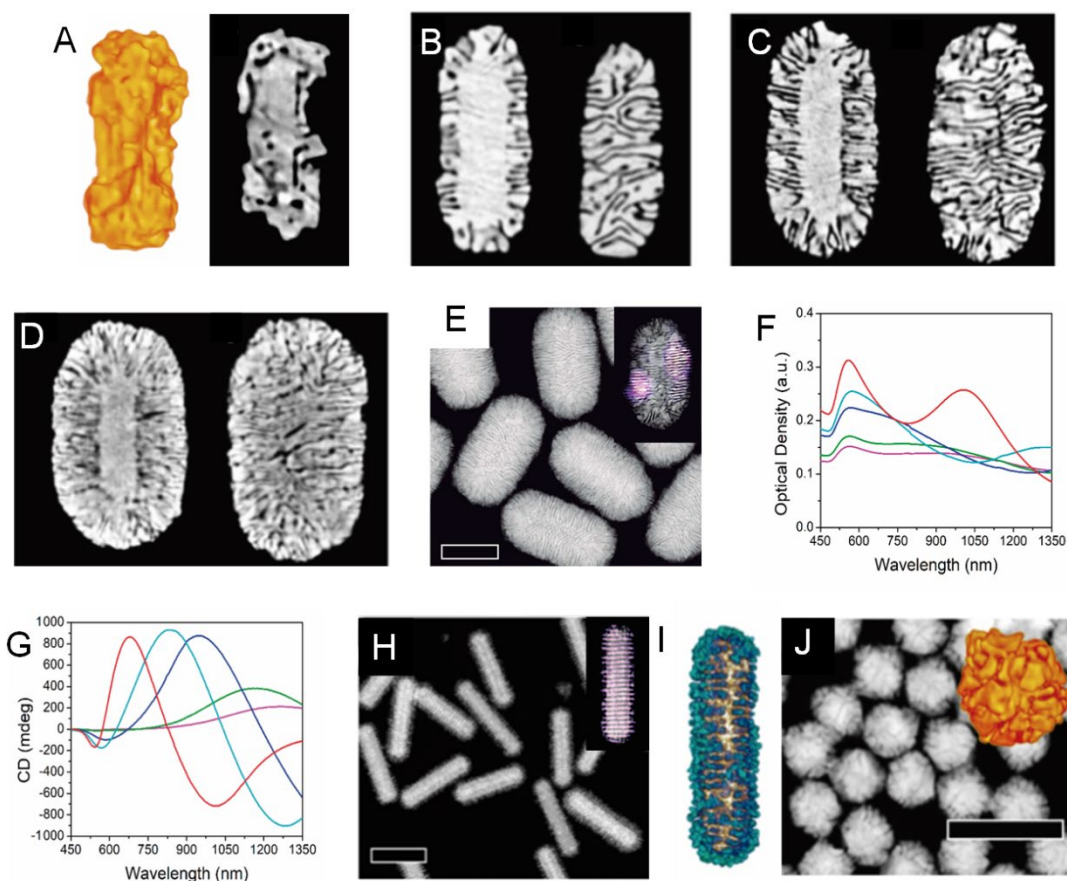 A
B
C
D
E
F
Optical Density (a.u.)
0.4
0.3
0.2
0.1
0.0
450 600 750 900 1050 1200 1350
Wavelength (nm)
G
CD (mdeg)
1000
800
600
400
200
0
-200
-400
-600
-800
-1000
450 600 750 900 1050 1200 1350
Wavelength (nm)
H
I
J